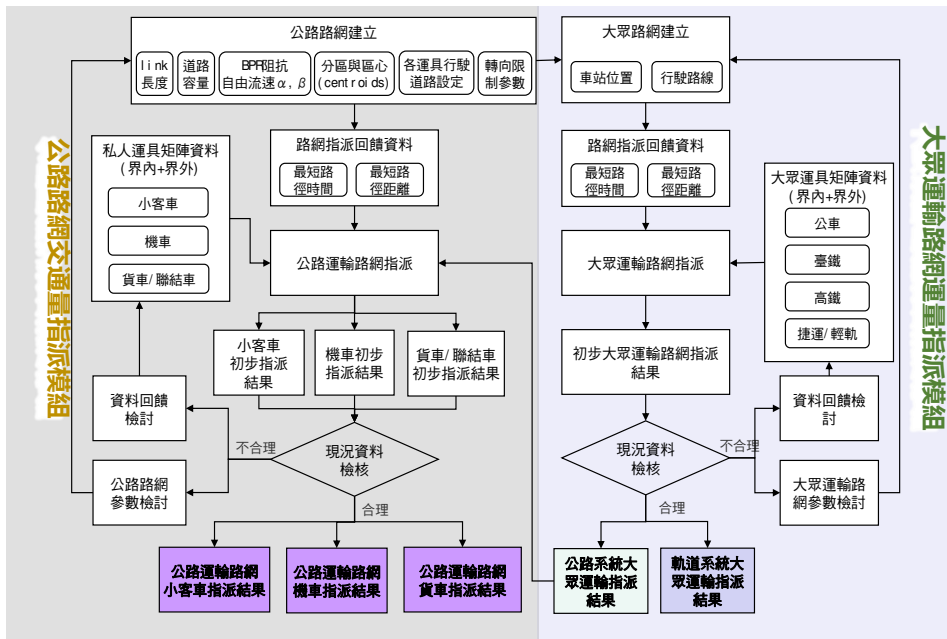 公路路網交通量指派模組
公路路網建立
link
長度
道路
容量
BPR阻抗
自由流速α, β
分區與區心
(centroids)
各運具行駛
道路設定
轉向限
制參數
私人運具矩陣資料
(界內+界外)
小客車
機車
貨車/聯結車
路網指派回饋資料
最短路
徑時間
最短路
徑距離
公路運輸路網指派
小客車
初步指派
結果
機車初步
指派結果
貨車/聯結車
初步指派結果
資料回饋
檢討
不合理
現況資料
檢核
公路路網
參數檢討
合理
公路運輸路網
小客車指派結果
公路運輸路網
機車指派結果
公路運輸路網
貨車指派結果
大眾路網建立
車站位置
行駛路線
路網指派回饋資料
最短路
徑時間
最短路
徑距離
大眾運具矩陣資料
(界內+界外)
公車
臺鐵
高鐵
捷運/輕軌
大眾運輸路網指派
初步大眾運輸路網指派
結果
資料回饋檢
討
不合理
現況資料
檢核
大眾運輸路
網參數檢討
合理
公路系統大
眾運輸指派
結果
軌道系統大
眾運輸指派
結果
大眾運輸路網運量指派模組